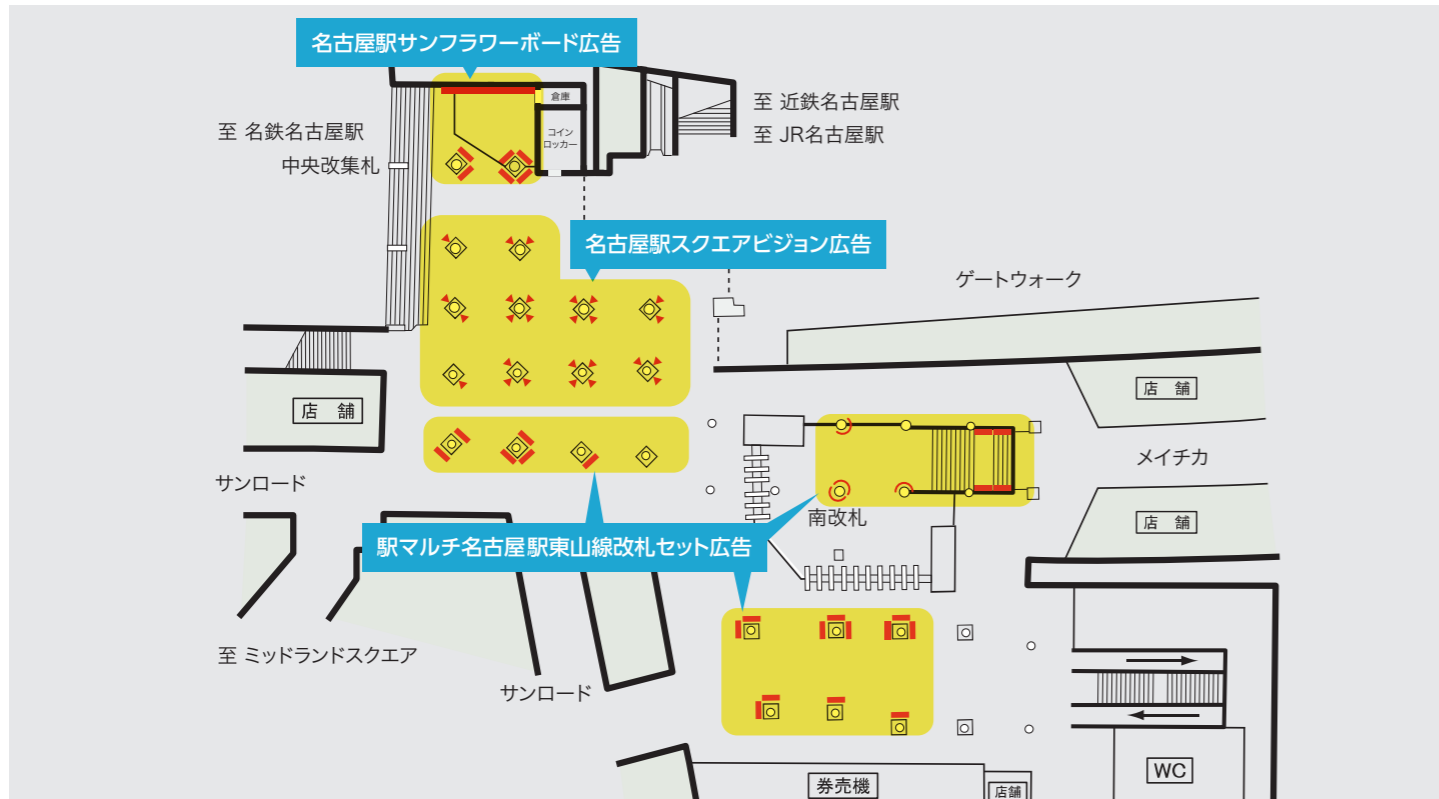 名古屋駅サンフラワーボード広告
倉庫
コイン
ロッカー
至 近鉄名古屋駅
至 JR名古屋駅
至 名鉄名古屋駅
中央改集札
名古屋駅スクエアビジョン広告
ゲートウォーク
店 舗
店 舗
メイチカ
サンロード
南改札
店 舗
駅マルチ名古屋駅東山線改札セット広告
至 ミッドランドスクエア
サンロード
WC
券売機
店舗